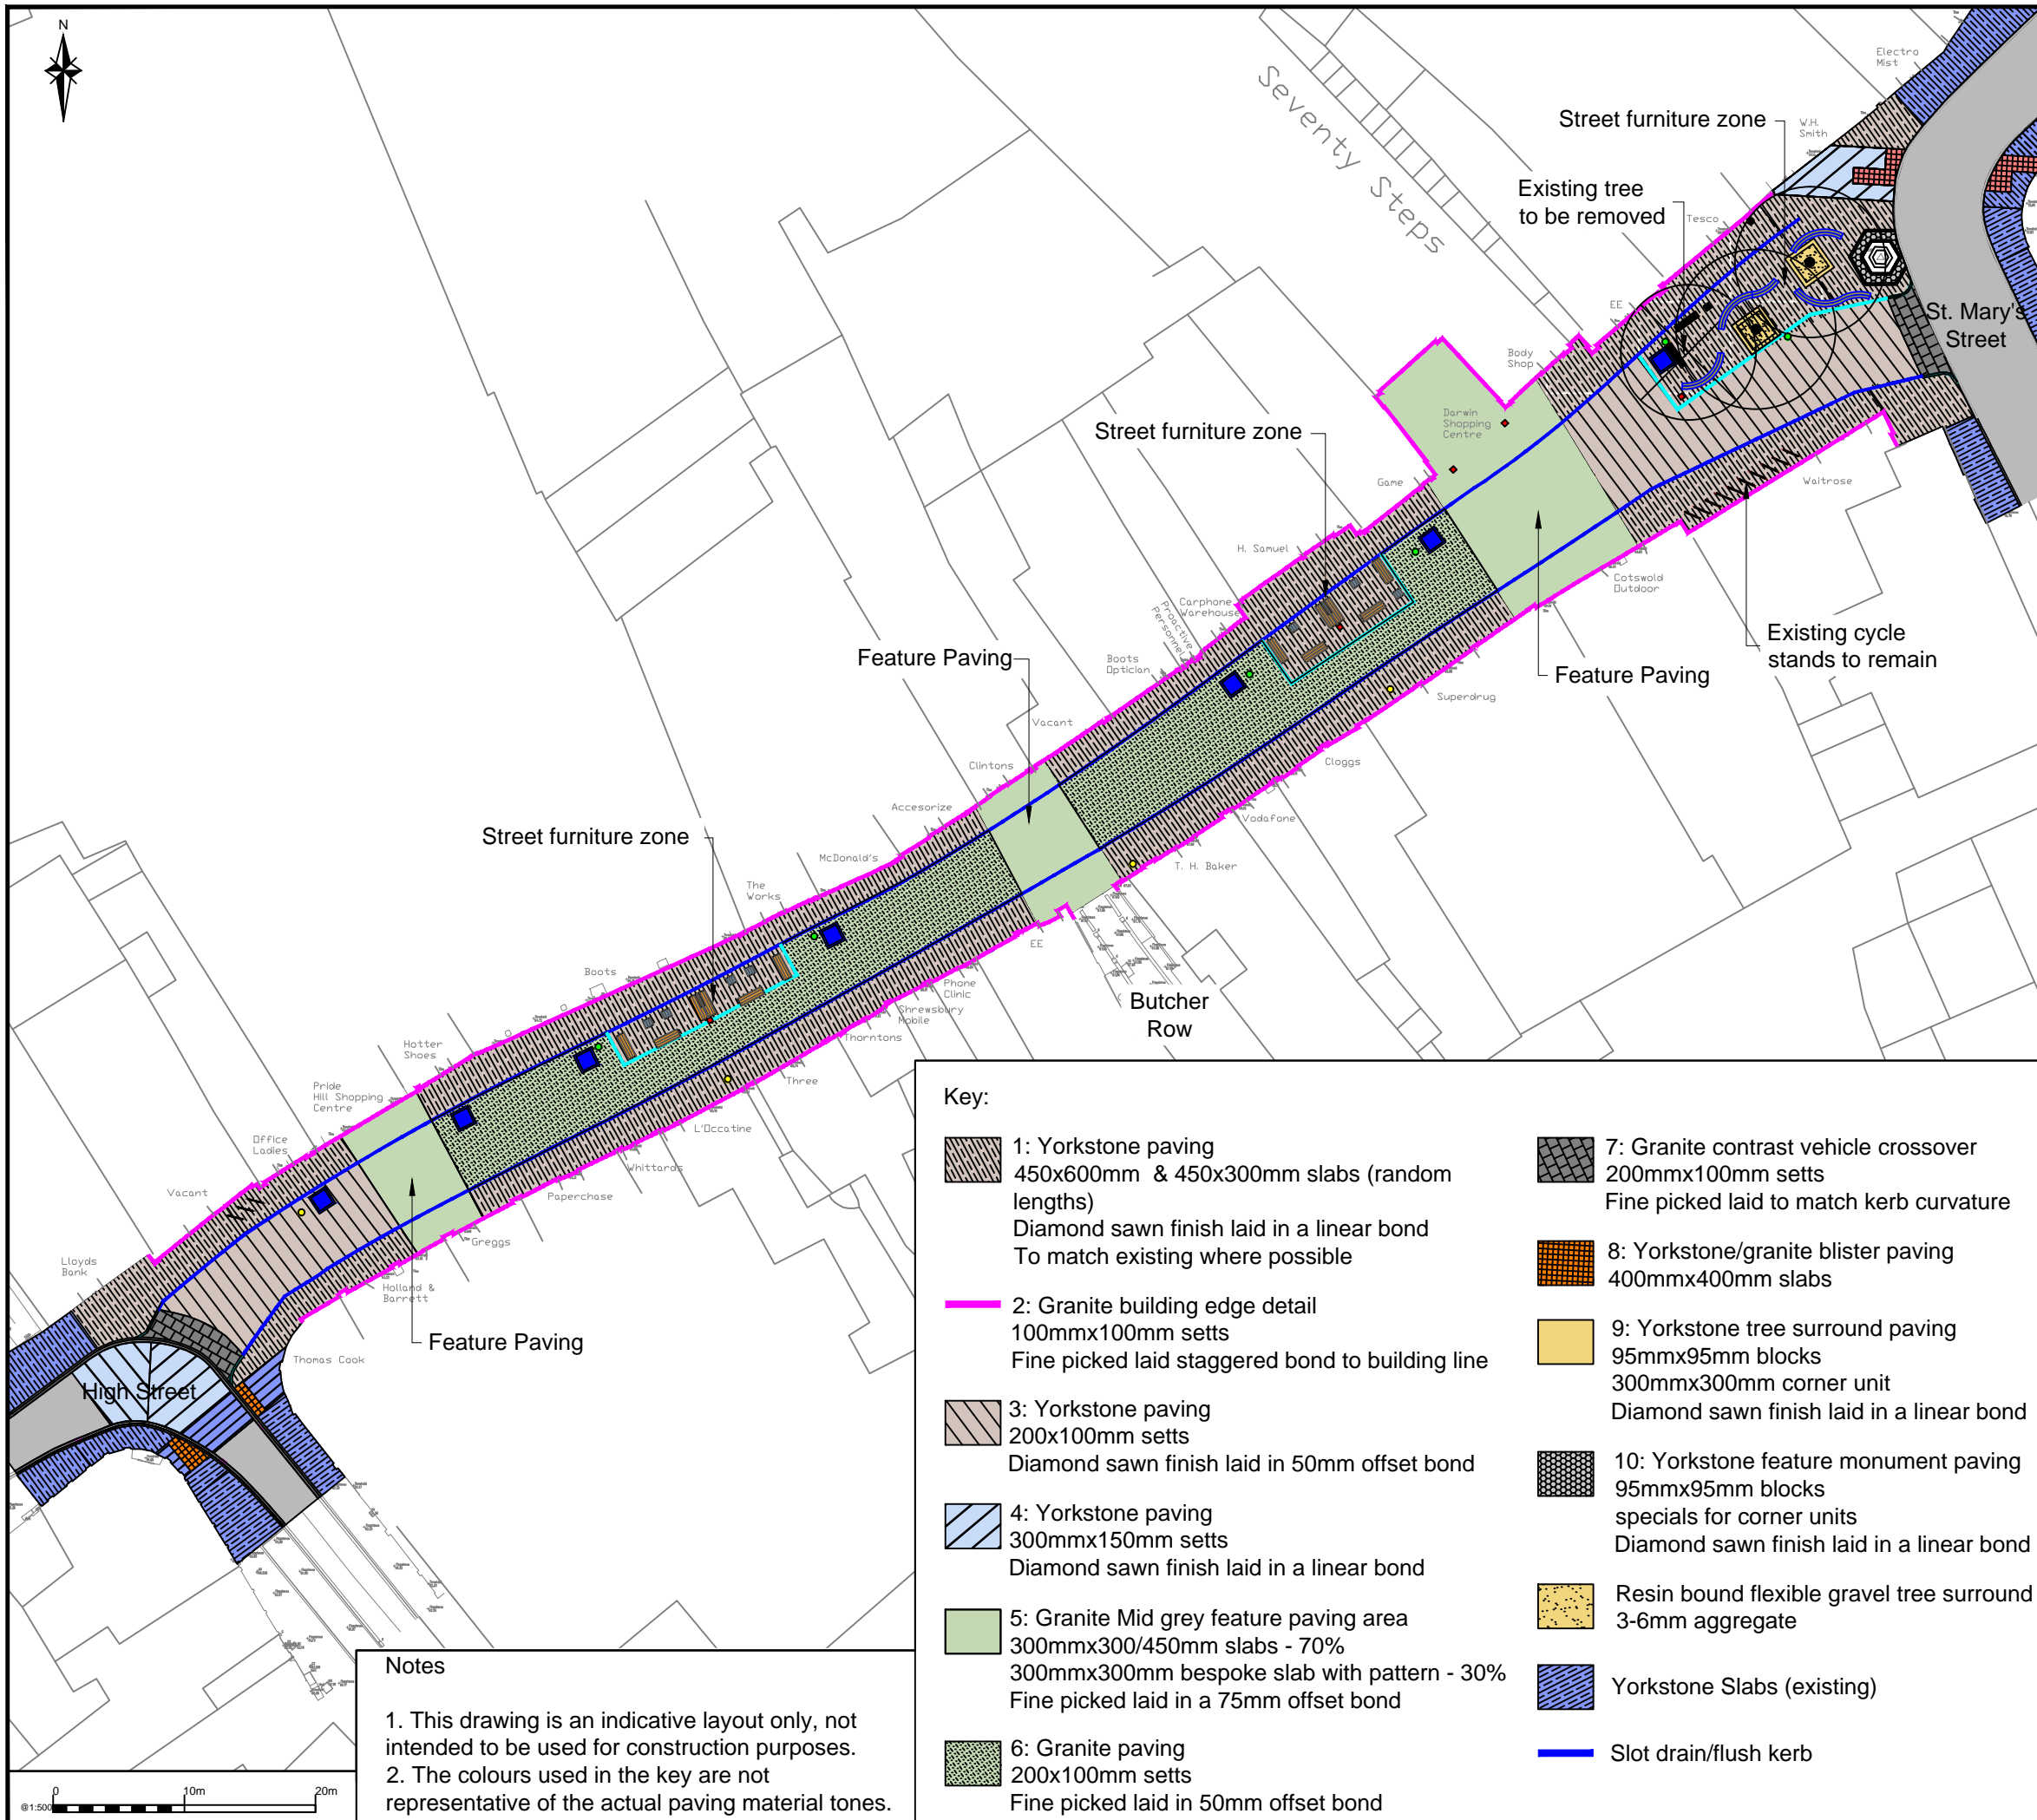 N
Seventy Steps
Electro
Mist
Street furniture zone
W.H.
Smith
Existing tree
to be removed
Tesco
EE
St. Mary's
Street
Body
Shop
Darwin
Shopping
Centre
Street furniture zone
Game
Waitrose
H. Samuel
Cotswold
Outdoor
Carphone
Warehouse
Proactive
Personnel
Existing cycle
stands to remain
Feature Paving
Boots
Optician
Feature Paving
Superdrug
Vacant
Cloggs
Clintons
Accesorize
Vodafone
Street furniture zone
McDonald's
T. H. Baker
The
Works
EE
Boots
Phone
Clinic
Butcher
Row
Shrewsbury
Mobile
Thorntons
Hotter
Shoes
Three
Pride
Hill Shopping
Centre
L'Occatine
Office
Ladies
Whittards
Vacant
Paperchase
Greggs
Lloyds
Bank
Holland &
Barrett
Feature Paving
Thomas Cook
High Street
Key:
1: Yorkstone paving
450x600mm & 450x300mm slabs (random
lengths)
Diamond sawn finish laid in a linear bond
To match existing where possible
2: Granite building edge detail
100mmx100mm setts
Fine picked laid staggered bond to building line
3: Yorkstone paving
200x100mm setts
Diamond sawn finish laid in 50mm offset bond
4: Yorkstone paving
300mmx150mm setts
Diamond sawn finish laid in a linear bond
5: Granite Mid grey feature paving area
300mmx300/450mm slabs - 70%
300mmx300mm bespoke slab with pattern - 30%
Fine picked laid in a 75mm offset bond
6: Granite paving
200x100mm setts
Fine picked laid in 50mm offset bond
7: Granite contrast vehicle crossover
200mmx100mm setts
Fine picked laid to match kerb curvature
8: Yorkstone/granite blister paving
400mmx400mm slabs
9: Yorkstone tree surround paving
95mmx95mm blocks
300mmx300mm corner unit
Diamond sawn finish laid in a linear bond
10: Yorkstone feature monument paving
95mmx95mm blocks
specials for corner units
Diamond sawn finish laid in a linear bond
Resin bound flexible gravel tree surround
3-6mm aggregate
Yorkstone Slabs (existing)
Slot drain/flush kerb
Notes
1. This drawing is an indicative layout only, not
intended to be used for construction purposes.
2. The colours used in the key are not
representative of the actual paving material tones.
0 10m 20m
@1:500